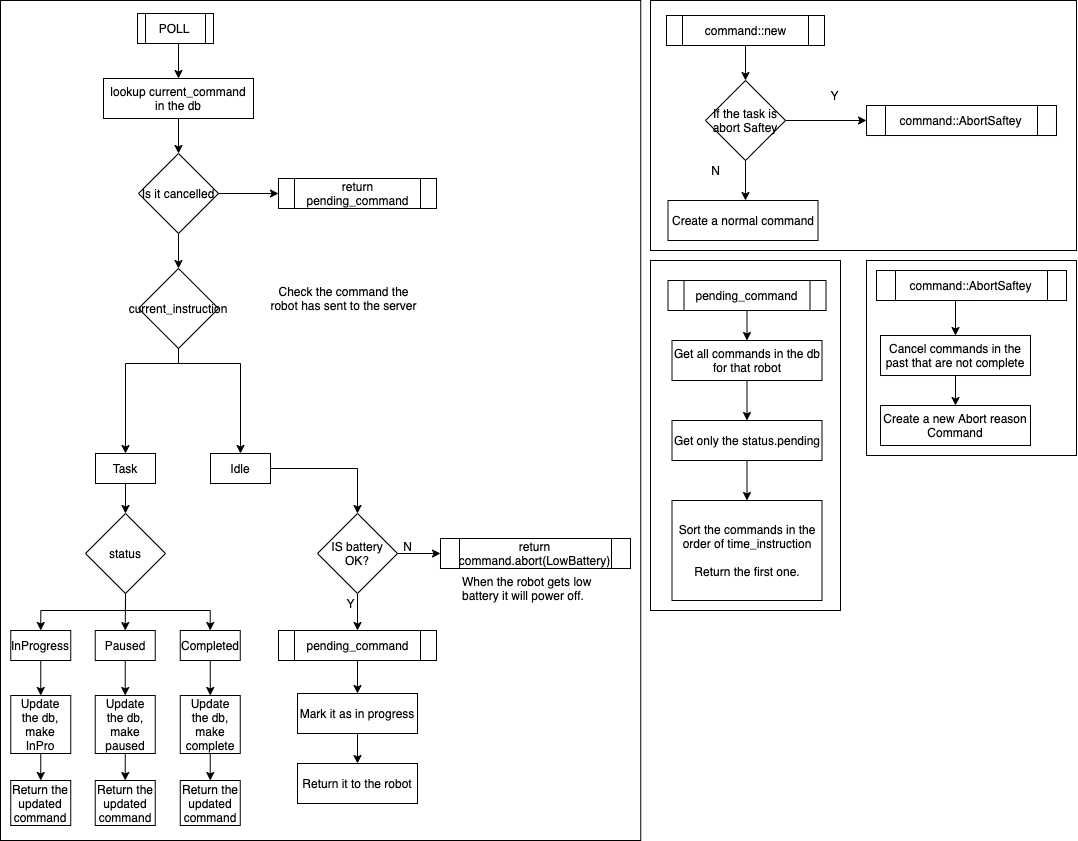 POLL
lookup current_command
in the db
Is it cancelled
return
pending_command
current_instruction
Check the command the
robot has sent to the server
Task
Idle
status
IS battery
OK?
N
return
command.abort(LowBattery)
When the robot gets low
battery it will power off.
Y
InProgress
Paused
Completed
pending_command
Update
the db,
make
InPro
Update
the db,
make
paused
Update
the db,
make
complete
Mark it as in progress
Return the
updated
command
Return the
updated
command
Return the
updated
command
Return it to the robot
command::new
If the task is
abort Saftey
Y
command::AbortSaftey
N
Create a normal command
pending_command
Get all commands in the db
for that robot
Get only the status.pending
Sort the commands in the
order of time_instruction
Return the first one.
command::AbortSaftey
Cancel commands in the
past that are not complete
Create a new Abort reason
Command